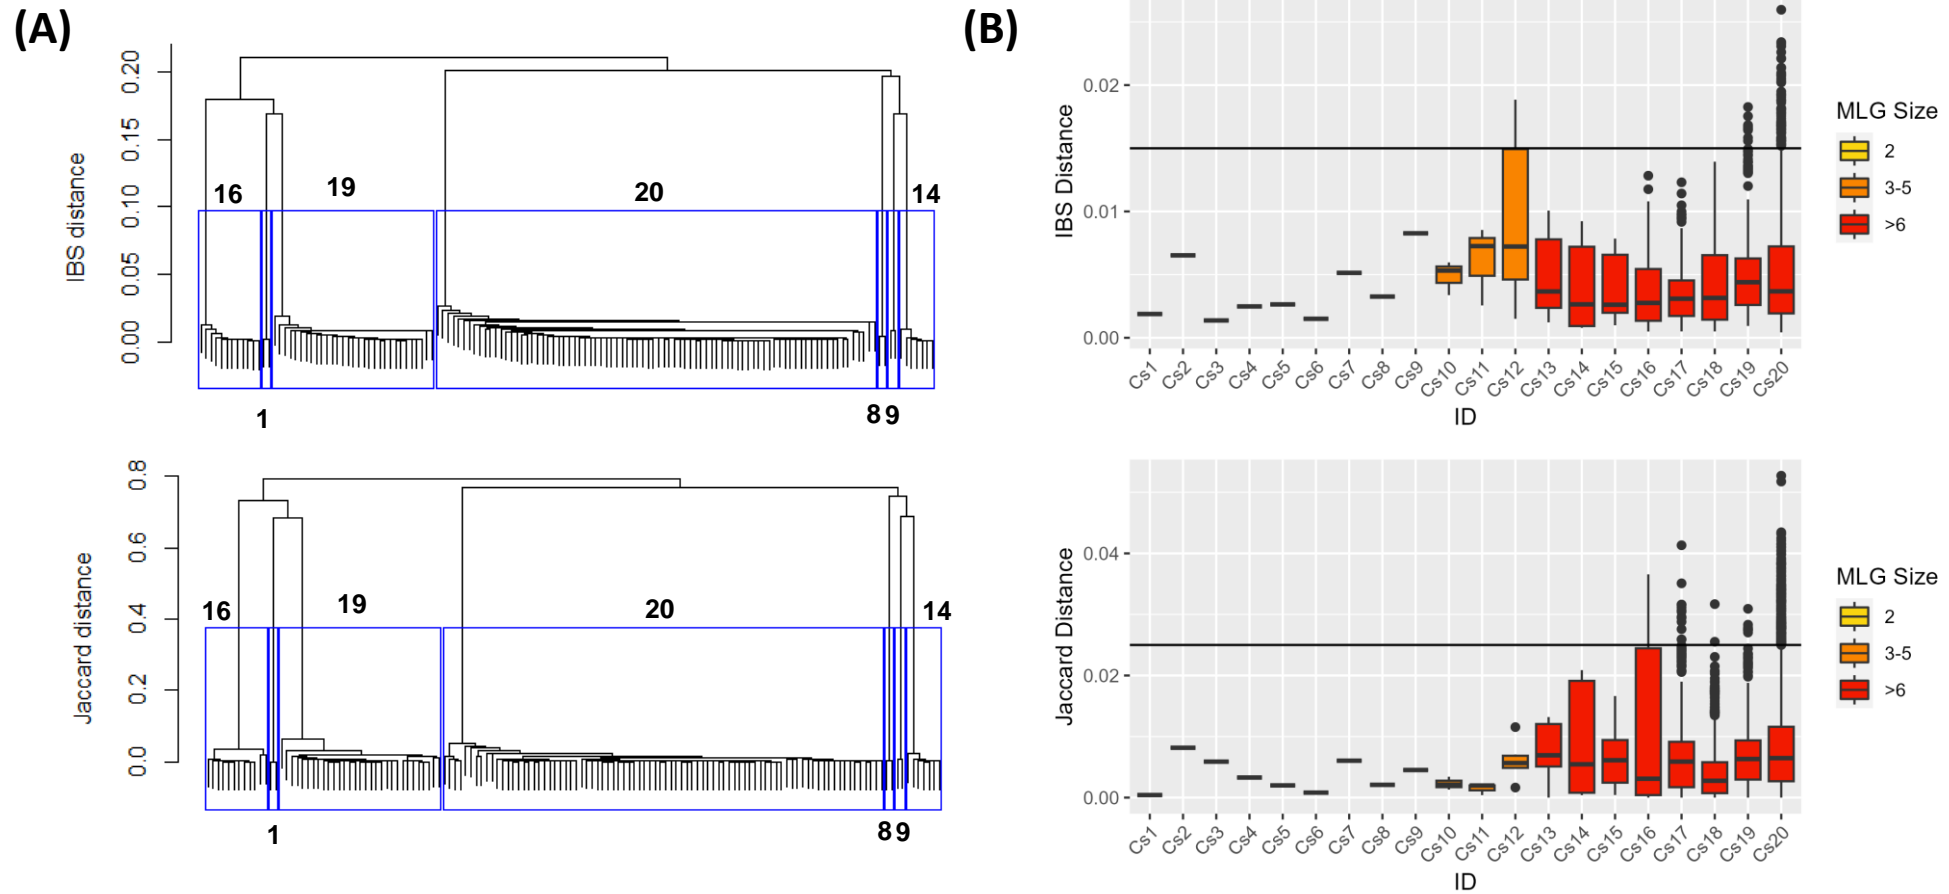 (A)
IBS distance
0.20
0.15
0.10
0.05
0.00
16
19
20
14
1
8 9
Jaccard distance
0.8
0.6
0.4
0.2
0.0
16
19
20
14
1
8 9
(B)
IBS Distance
0.02
0.01
0.00
Cs1 Cs2 Cs3 Cs4 Cs5 Cs6 Cs7 Cs8 Cs9 Cs10 Cs11 Cs12 Cs13 Cs14 Cs15 Cs16 Cs17 Cs18 Cs19 Cs20
ID
MLG Size
2
3-5
>6
Jaccard Distance
0.04
0.02
0.00
Cs1 Cs2 Cs3 Cs4 Cs5 Cs6 Cs7 Cs8 Cs9 Cs10 Cs11 Cs12 Cs13 Cs14 Cs15 Cs16 Cs17 Cs18 Cs19 Cs20
ID
MLG Size
2
3-5
>6